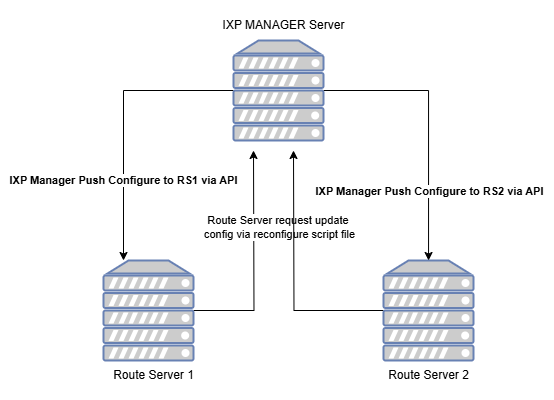 IXP MANAGER Server
IXP Manager Push Configure to RS1 via API
IXP Manager Push Configure to RS2 via API
Route Server request update
config via reconfigure script file
Route Server 1
Route Server 2